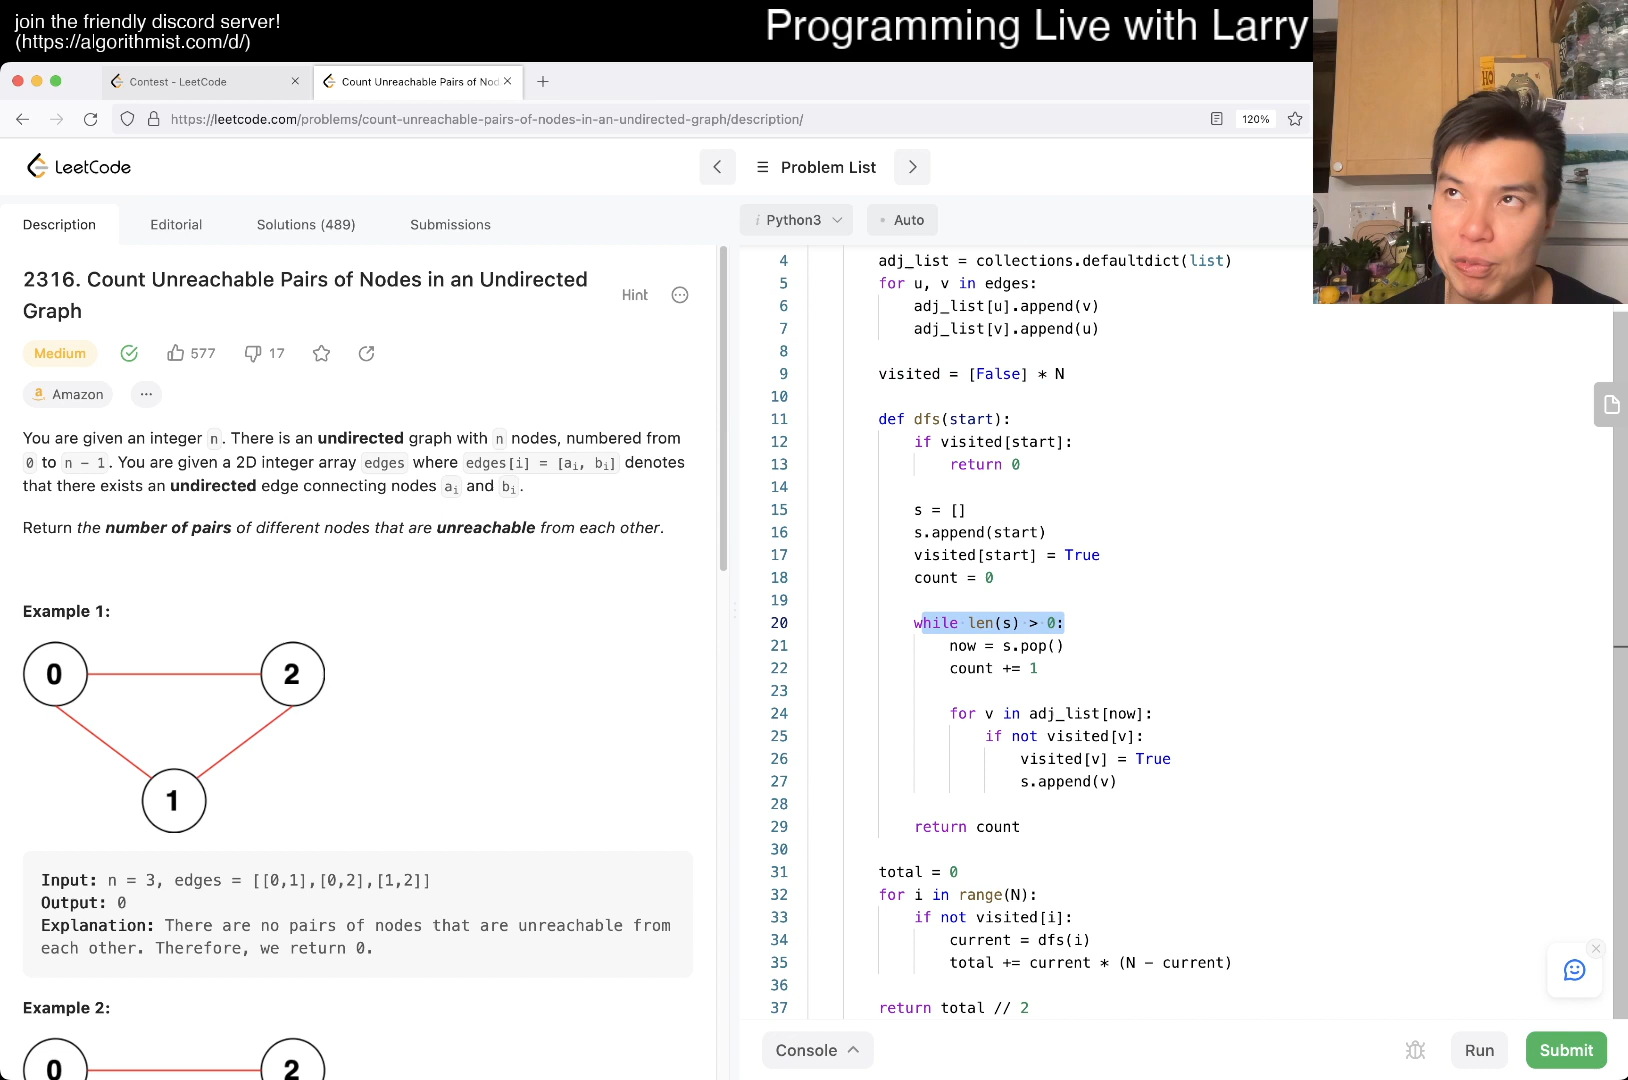 join the friendly discord server!
(https://algorithmist.com/d/)
Programming Live with Larry
Contest - LeetCode
Count Unreachable Pairs of Nod
https://leetcode.com/problems/count-unreachable-pairs-of-nodes-in-an-undirected-graph/description/
120%
LeetCode
Problem List
Description
Editorial
Solutions (489)
Submissions
i Python3
Auto
2316. Count Unreachable Pairs of Nodes in an Undirected
Graph
Hint
Medium
577
17
Amazon
You are given an integer n. There is an undirected graph with n nodes, numbered from
0 to n - 1. You are given a 2D integer array edges where edges[i] = [ai, bi] denotes
that there exists an undirected edge connecting nodes ai and bi.
Return the number of pairs of different nodes that are unreachable from each other.
Example 1:
0
2
1
Input: n = 3, edges = [[0,1],[0,2],[1,2]]
Output: 0
Explanation: There are no pairs of nodes that are unreachable from
each other. Therefore, we return 0.
Example 2:
0
2
4 adj_list = collections.defaultdict(list)
5 for u, v in edges:
6 adj_list[u].append(v)
7 adj_list[v].append(u)
8
9 visited = [False] * N
10
11 def dfs(start):
12 if visited[start]:
13 return 0
14
15 s = []
16 s.append(start)
17 visited[start] = True
18 count = 0
19
20 while len(s) > 0:
21 now = s.pop()
22 count += 1
23
24 for v in adj_list[now]:
25 if not visited[v]:
26 visited[v] = True
27 s.append(v)
28
29 return count
30
31 total = 0
32 for i in range(N):
33 if not visited[i]:
34 current = dfs(i)
35 total += current * (N - current)
36
37 return total // 2
Console
Run
Submit